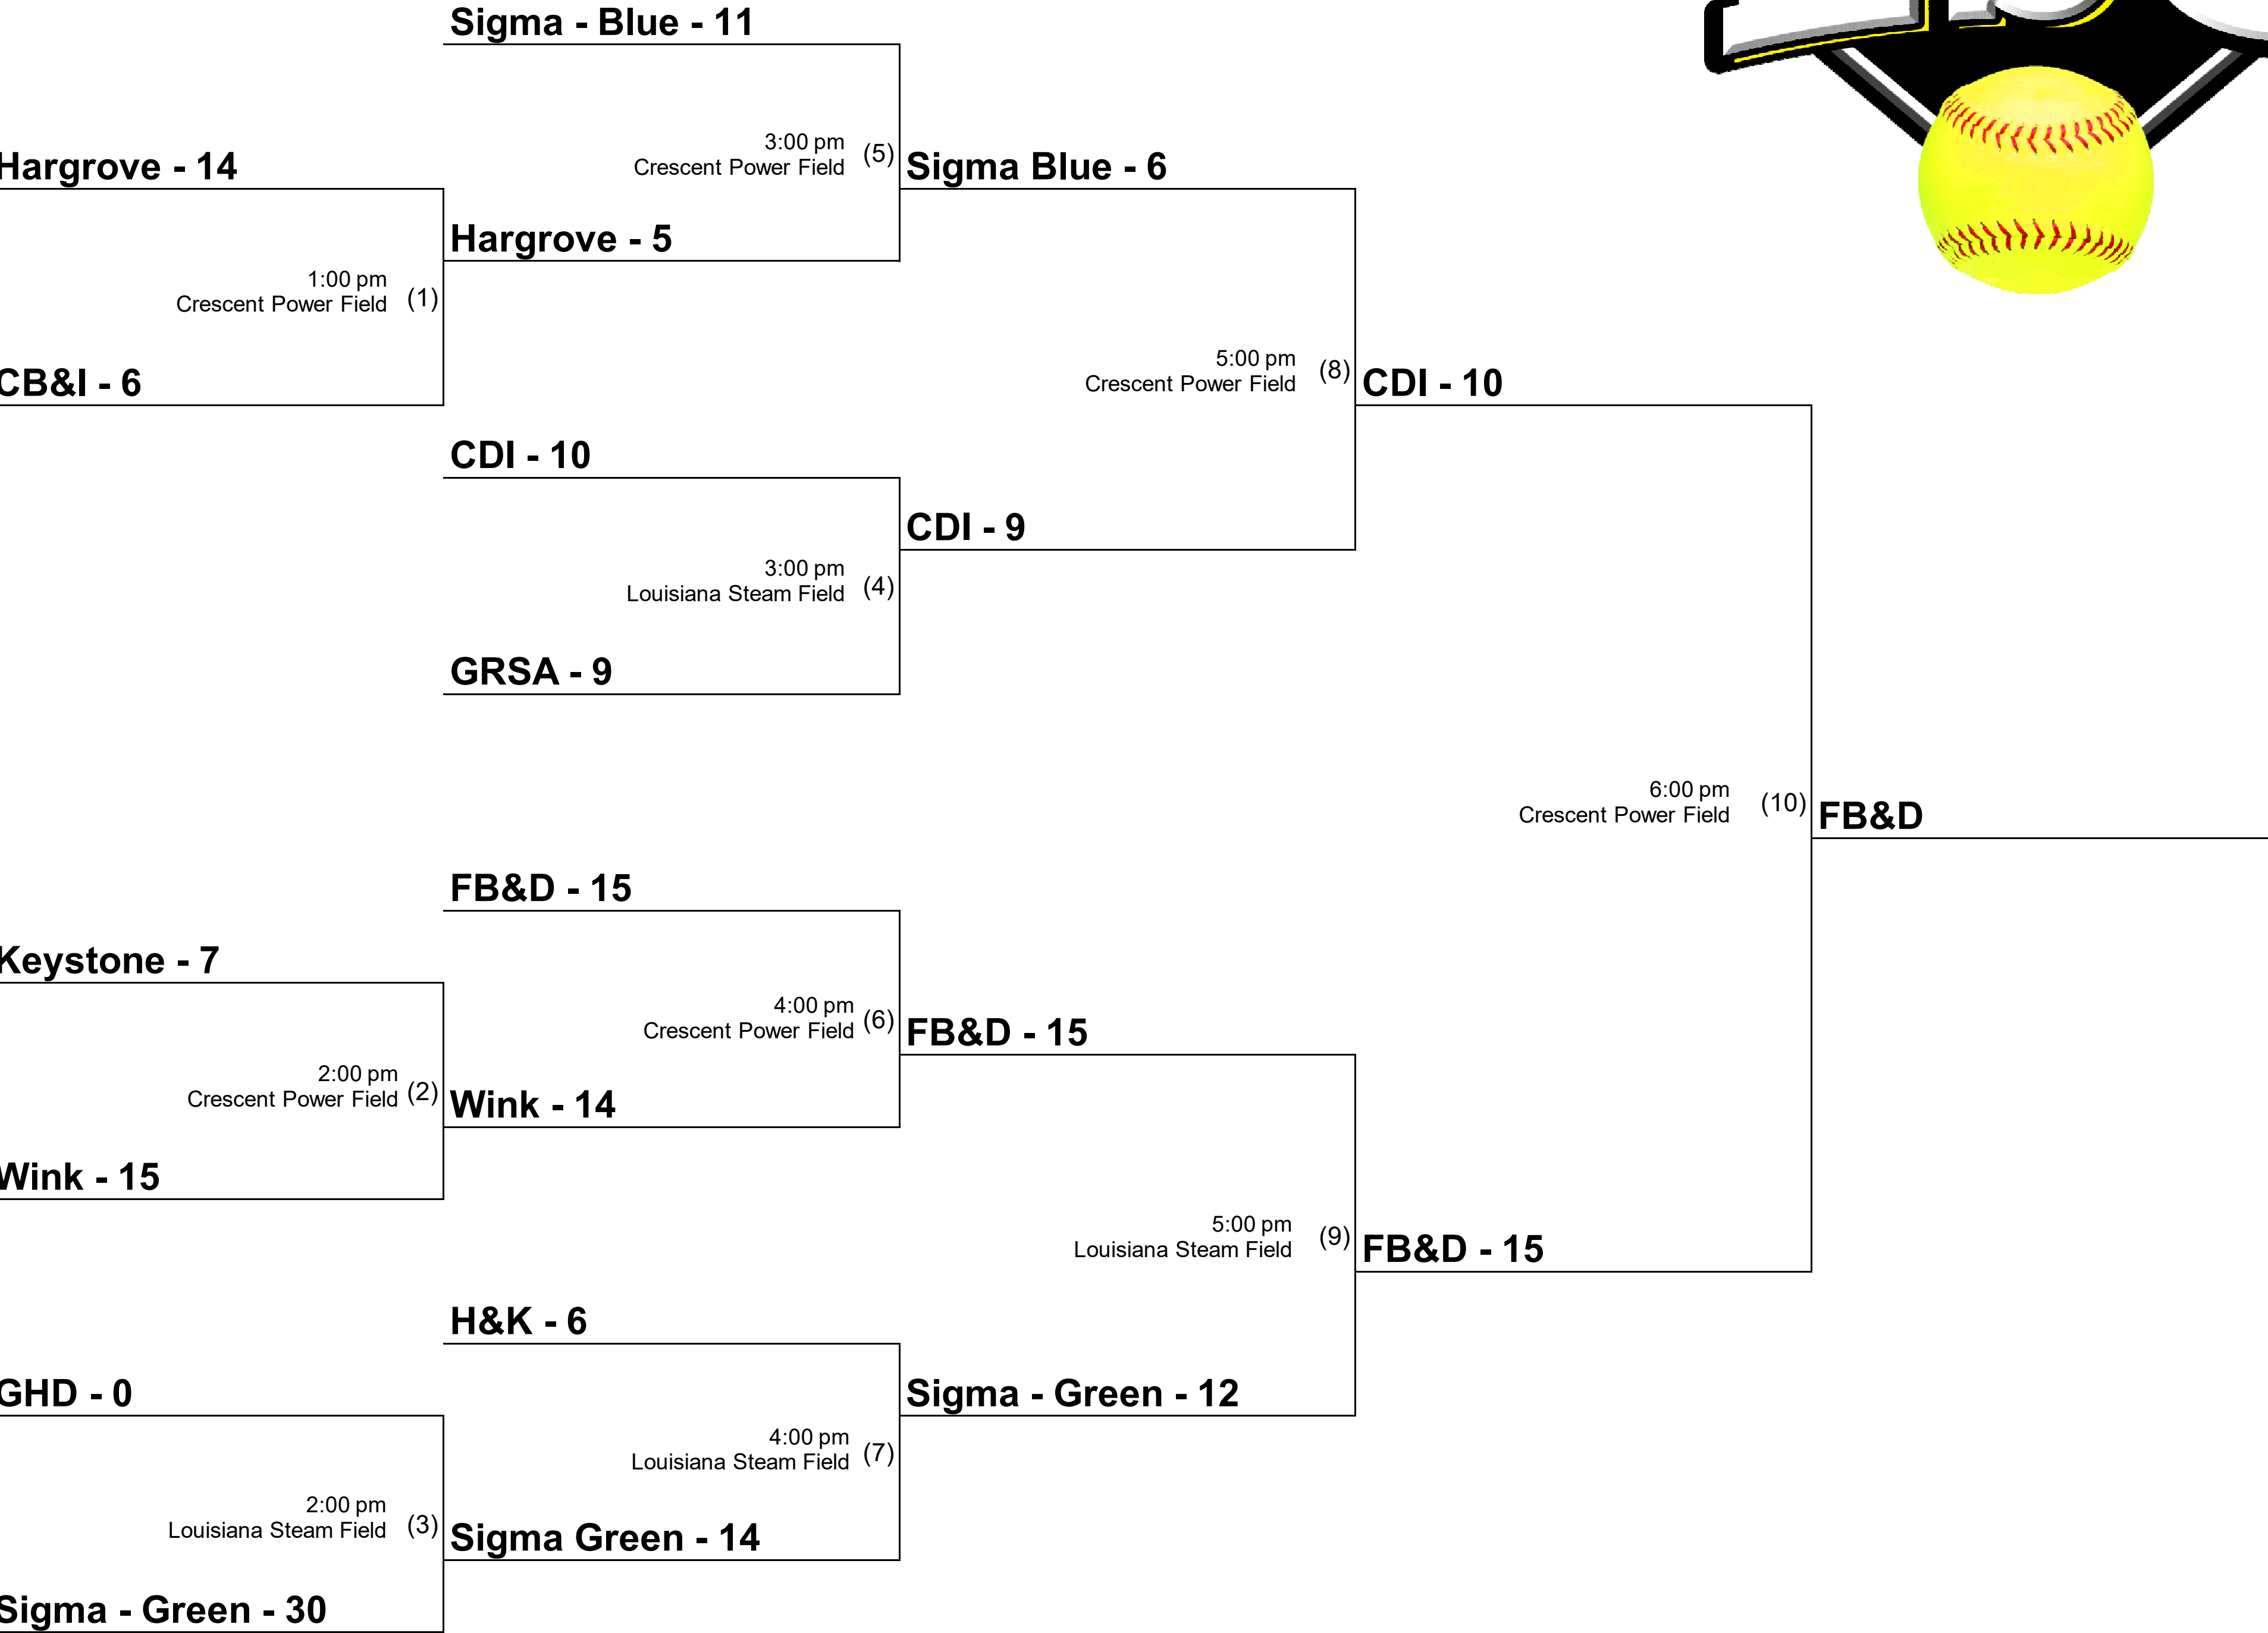 Sigma - Blue - 11
3:00 pm
Crescent Power Field (5)
Hargrove - 14
Sigma Blue - 6
Hargrove - 5
1:00 pm
Crescent Power Field (1)
CB&I - 6
5:00 pm
Crescent Power Field (8)
CDI - 10
CDI - 10
CDI - 9
3:00 pm
Louisiana Steam Field (4)
GRSA - 9
6:00 pm
Crescent Power Field (10)
FB&D
FB&D - 15
Keystone - 7
4:00 pm
Crescent Power Field (6)
FB&D - 15
2:00 pm
Crescent Power Field (2)
Wink - 14
Wink - 15
5:00 pm
Louisiana Steam Field (9)
FB&D - 15
H&K - 6
GHD - 0
Sigma - Green - 12
4:00 pm
Louisiana Steam Field (7)
2:00 pm
Louisiana Steam Field (3)
Sigma Green - 14
Sigma - Green - 30